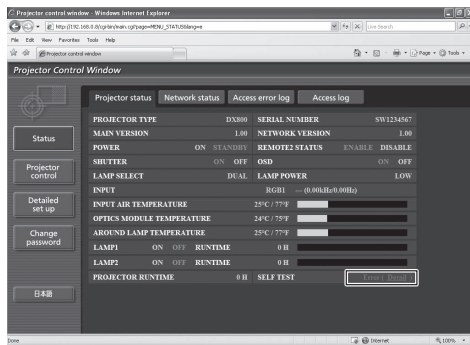 Projector control window - Windows Internet Explorer
http://192.168.0.8/cgi-bin/main.cgi?page=MENU_STATUS&lang=e
Live Search
File Edit View Favorites Tools Help
Projector control window
Page Tools
Projector Control Window
Projector status Network status Access error log Access log
PROJECTOR TYPE DX800 SERIAL NUMBER SW1234567
MAIN VERSION 1.00 NETWORK VERSION 1.00
POWER ON STANDBY REMOTE2 STATUS ENABLE DISABLE
SHUTTER ON OFF OSD ON OFF
LAMP SELECT DUAL LAMP POWER LOW
INPUT RGB1 --- (0.00kHz/0.00Hz)
INPUT AIR TEMPERATURE 25°C / 77°F
OPTICS MODULE TEMPERATURE 24°C / 75°F
AROUND LAMP TEMPERATURE 25°C / 77°F
LAMP1 ON OFF RUNTIME 0 H
LAMP2 ON OFF RUNTIME 0 H
PROJECTOR RUNTIME 0 H SELF TEST Error [ Detail ]
Status
Projector
control
Detailed
set up
Change
password
日本語
Done Internet 100%